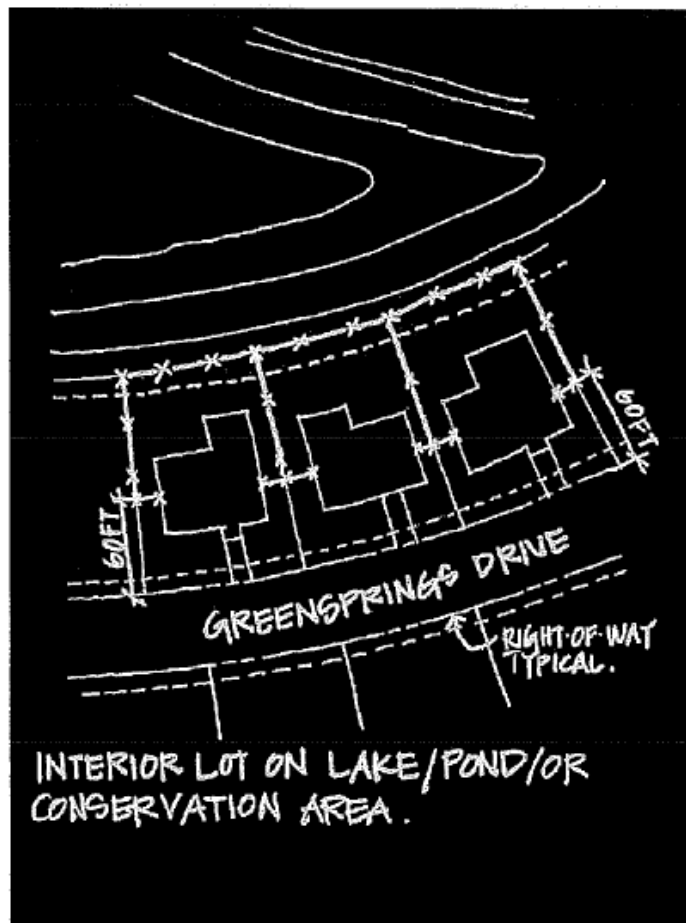 60FT
60FT
GREENSPRINGS DRIVE
RIGHT-OF-WAY
TYPICAL.
INTERIOR LOT ON LAKE/POND/OR
CONSERVATION AREA.